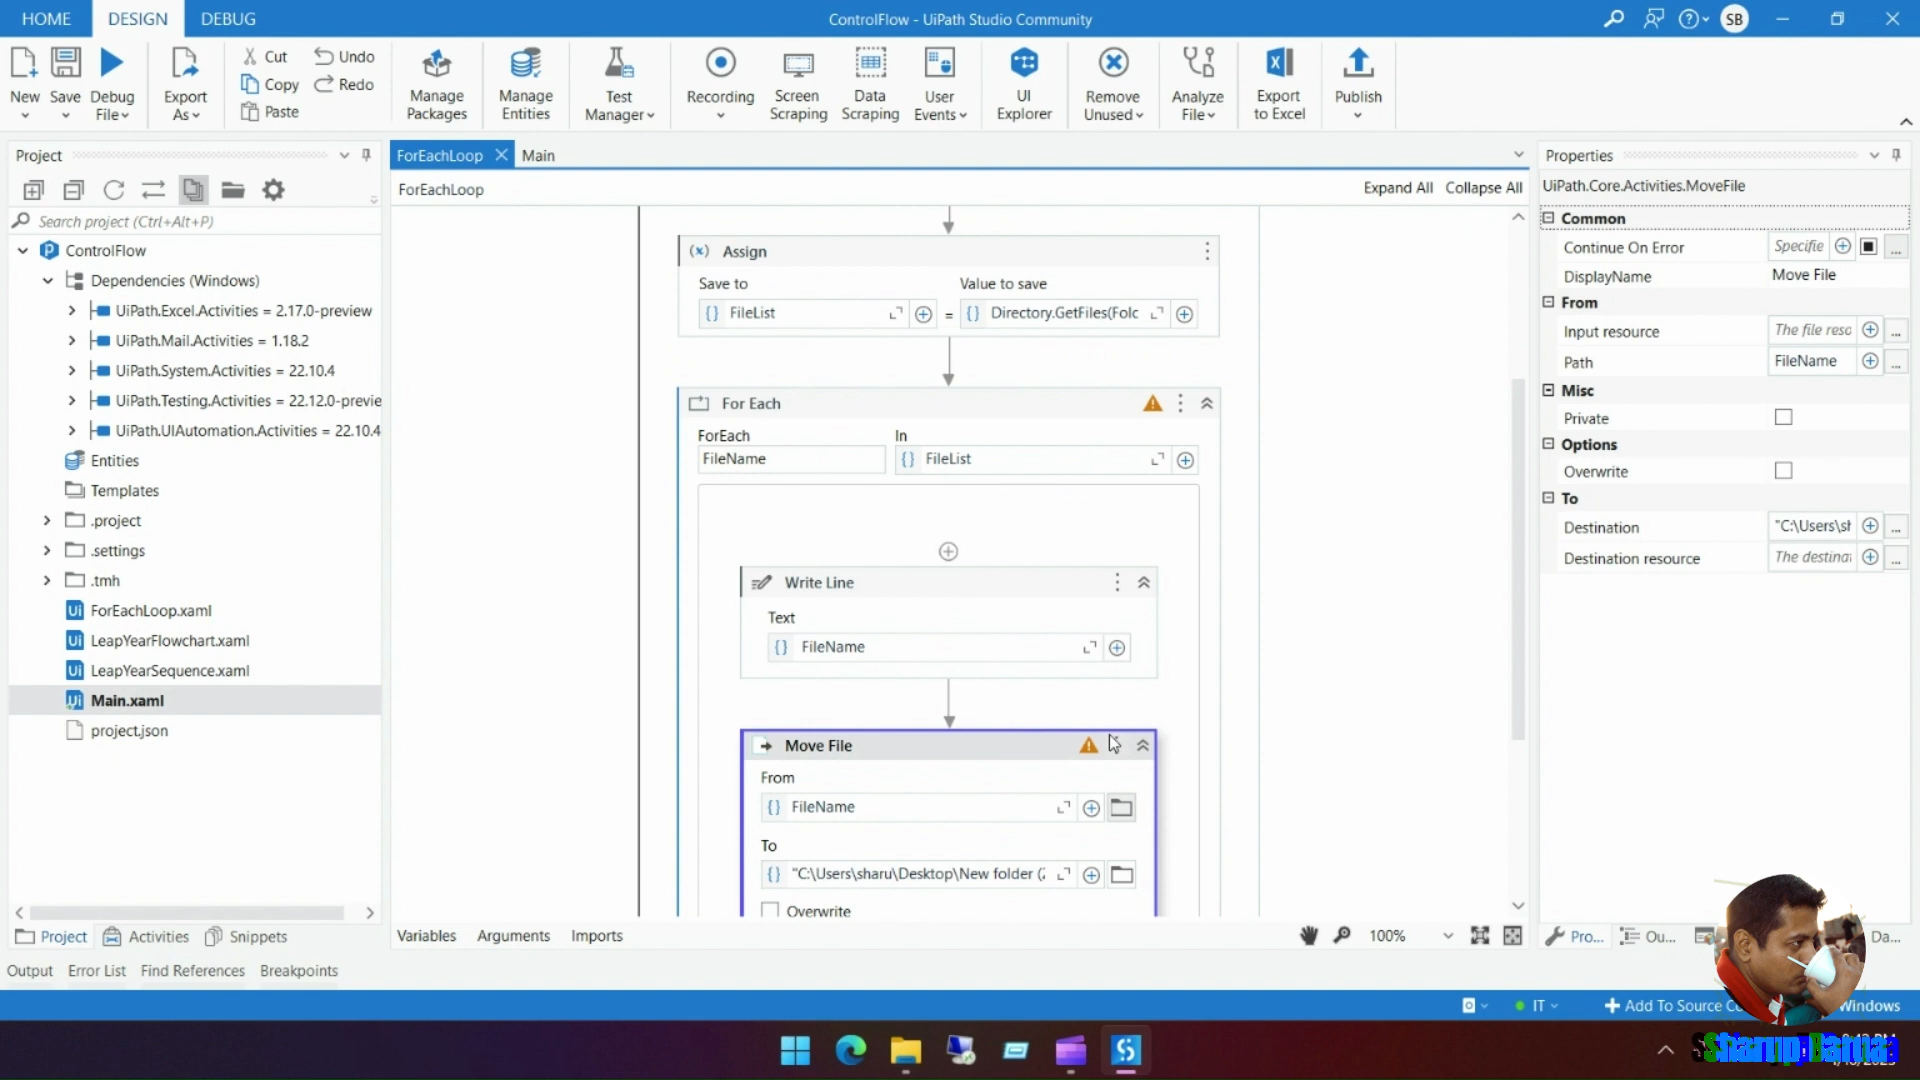 HOME DESIGN DEBUG ControlFlow - UiPath Studio Community SB
New Save Debug File Export As Cut Copy Paste Undo Redo Manage Packages Manage Entities Test Manager Recording Screen Scraping Data Scraping User Events UI Explorer Remove Unused Analyze File Export to Excel Publish
Project
Search project (Ctrl+Alt+P)
ControlFlow
Dependencies (Windows)
UiPath.Excel.Activities = 2.17.0-preview
UiPath.Mail.Activities = 1.18.2
UiPath.System.Activities = 22.10.4
UiPath.Testing.Activities = 22.12.0-previe
UiPath.UIAutomation.Activities = 22.10.4
Entities
Templates
.project
.settings
.tmh
ForEachLoop.xaml
LeapYearFlowchart.xaml
LeapYearSequence.xaml
Main.xaml
project.json
Project Activities Snippets
ForEachLoop Main
ForEachLoop Expand All Collapse All
Assign
Save to Value to save
FileList = Directory.GetFiles(Folc
For Each
ForEach In
FileName FileList
Write Line
Text
FileName
Move File
From
FileName
To
"C:\Users\sharu\Desktop\New folder (2
Overwrite
Variables Arguments Imports 100%
Properties
UiPath.Core.Activities.MoveFile
Common
Continue On Error Specifie ...
DisplayName Move File
From
Input resource The file reso ...
Path FileName ...
Misc
Private
Options
Overwrite
To
Destination "C:\Users\sh ...
Destination resource The destinat ...
Pro... Ou... Da...
Output Error List Find References Breakpoints
IT Add To Source Windows